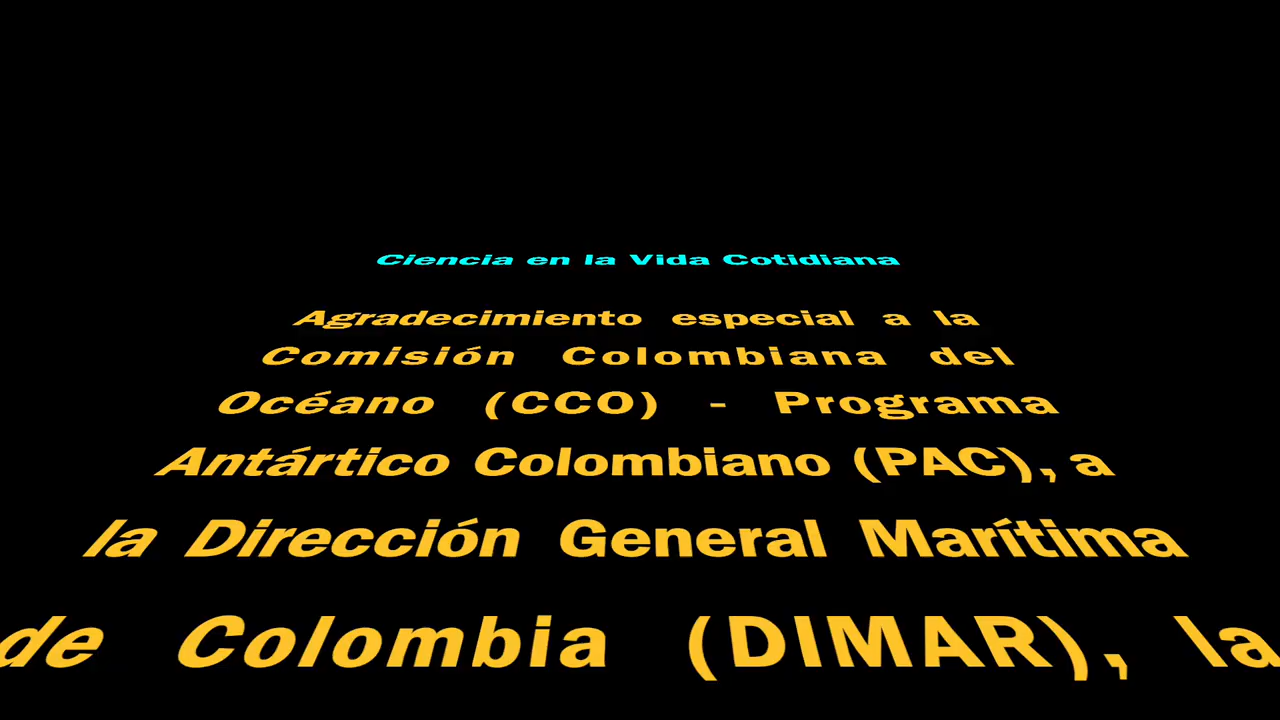 Ciencia en la Vida Cotidiana
Agradecimiento especial a la
Comisión Colombiana del
Océano (CCO) - Programa
Antártico Colombiano (PAC), a
la Dirección General Marítima
de Colombia (DIMAR), la